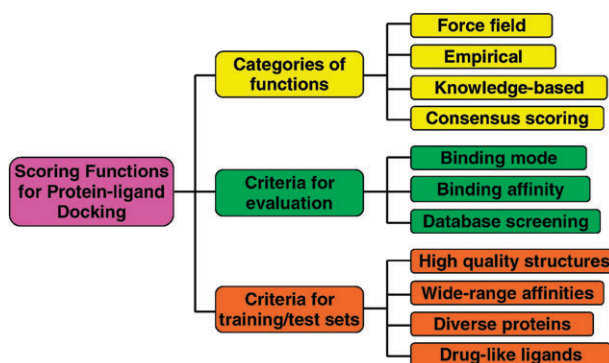 Scoring Functions
for Protein-ligand
Docking
Categories of
functions
Force field
Empirical
Knowledge-based
Consensus scoring
Criteria for
evaluation
Binding mode
Binding affinity
Database screening
Criteria for
training/test sets
High quality structures
Wide-range affinities
Diverse proteins
Drug-like ligands